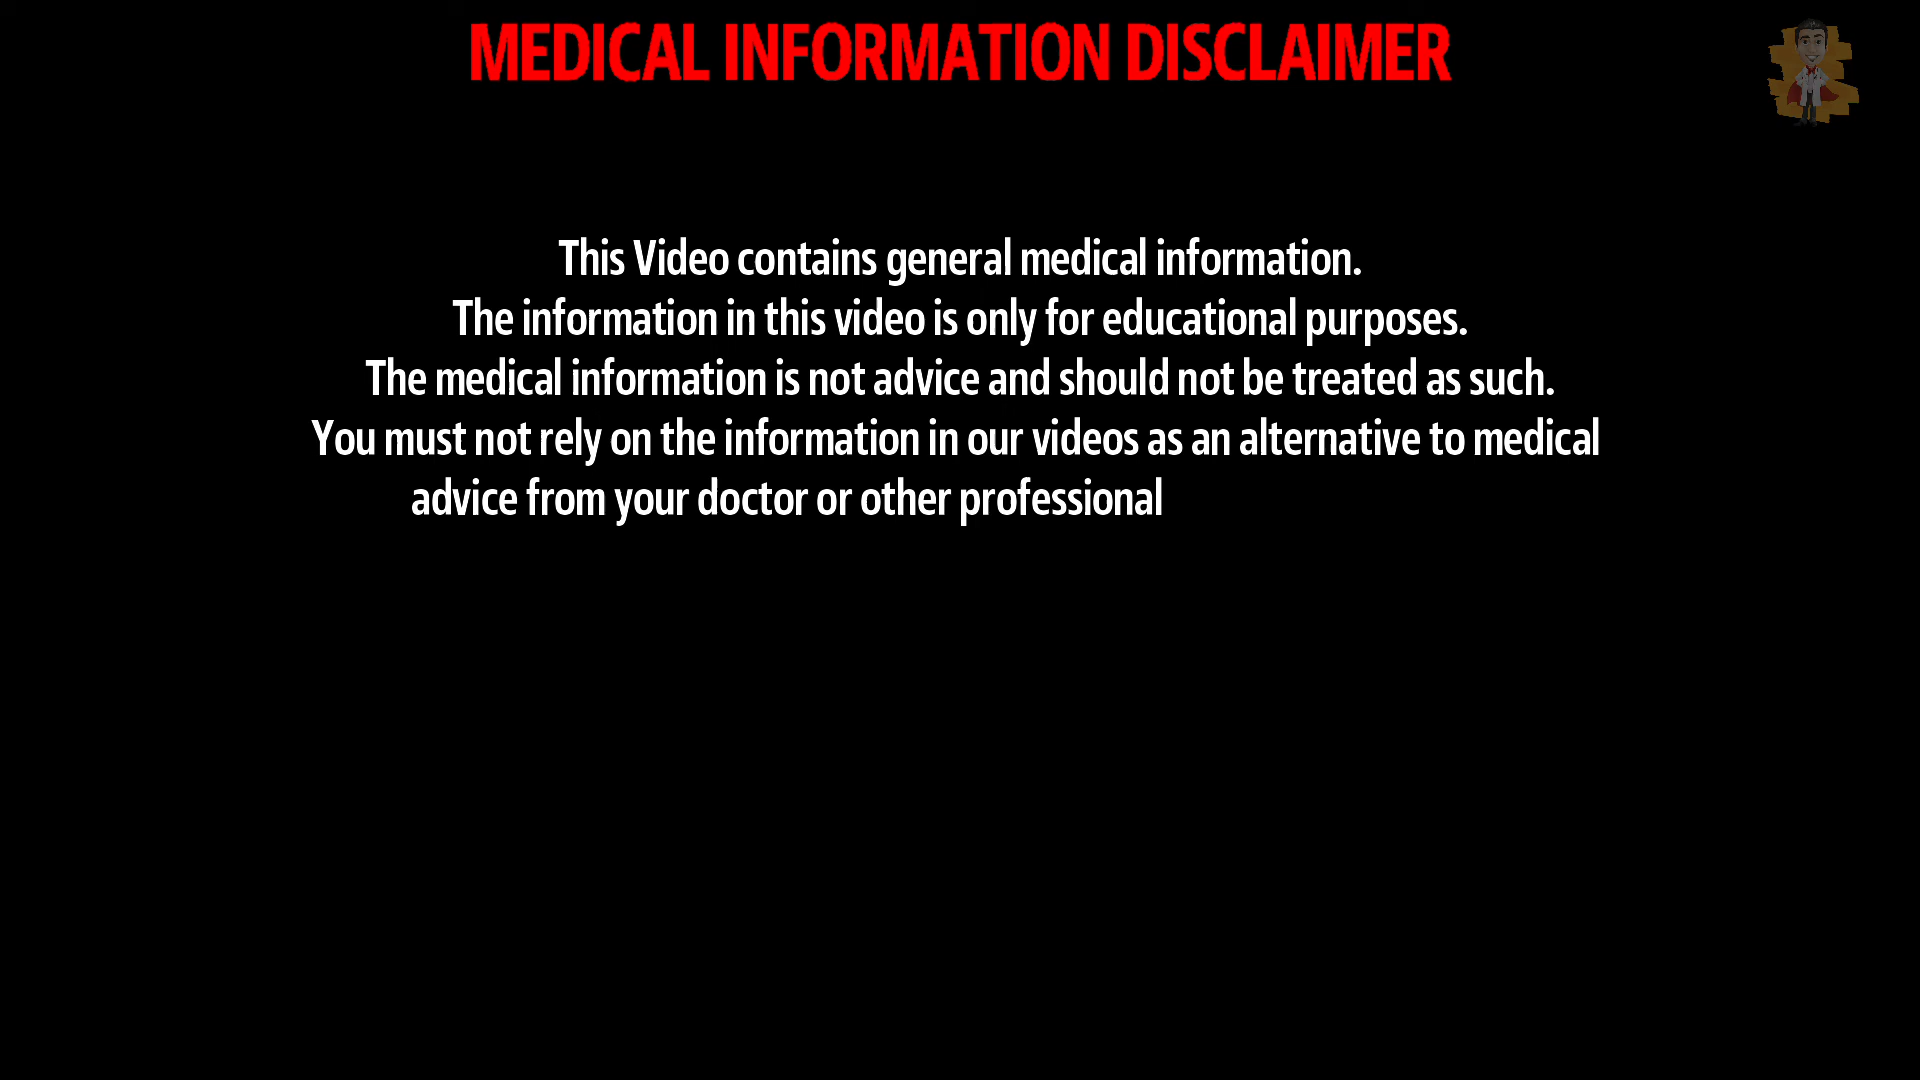 MEDICAL INFORMATION DISCLAIMER
This Video contains general medical information.
The information in this video is only for educational purposes.
The medical information is not advice and should not be treated as such.
You must not rely on the information in our videos as an alternative to medical
advice from your doctor or other professional